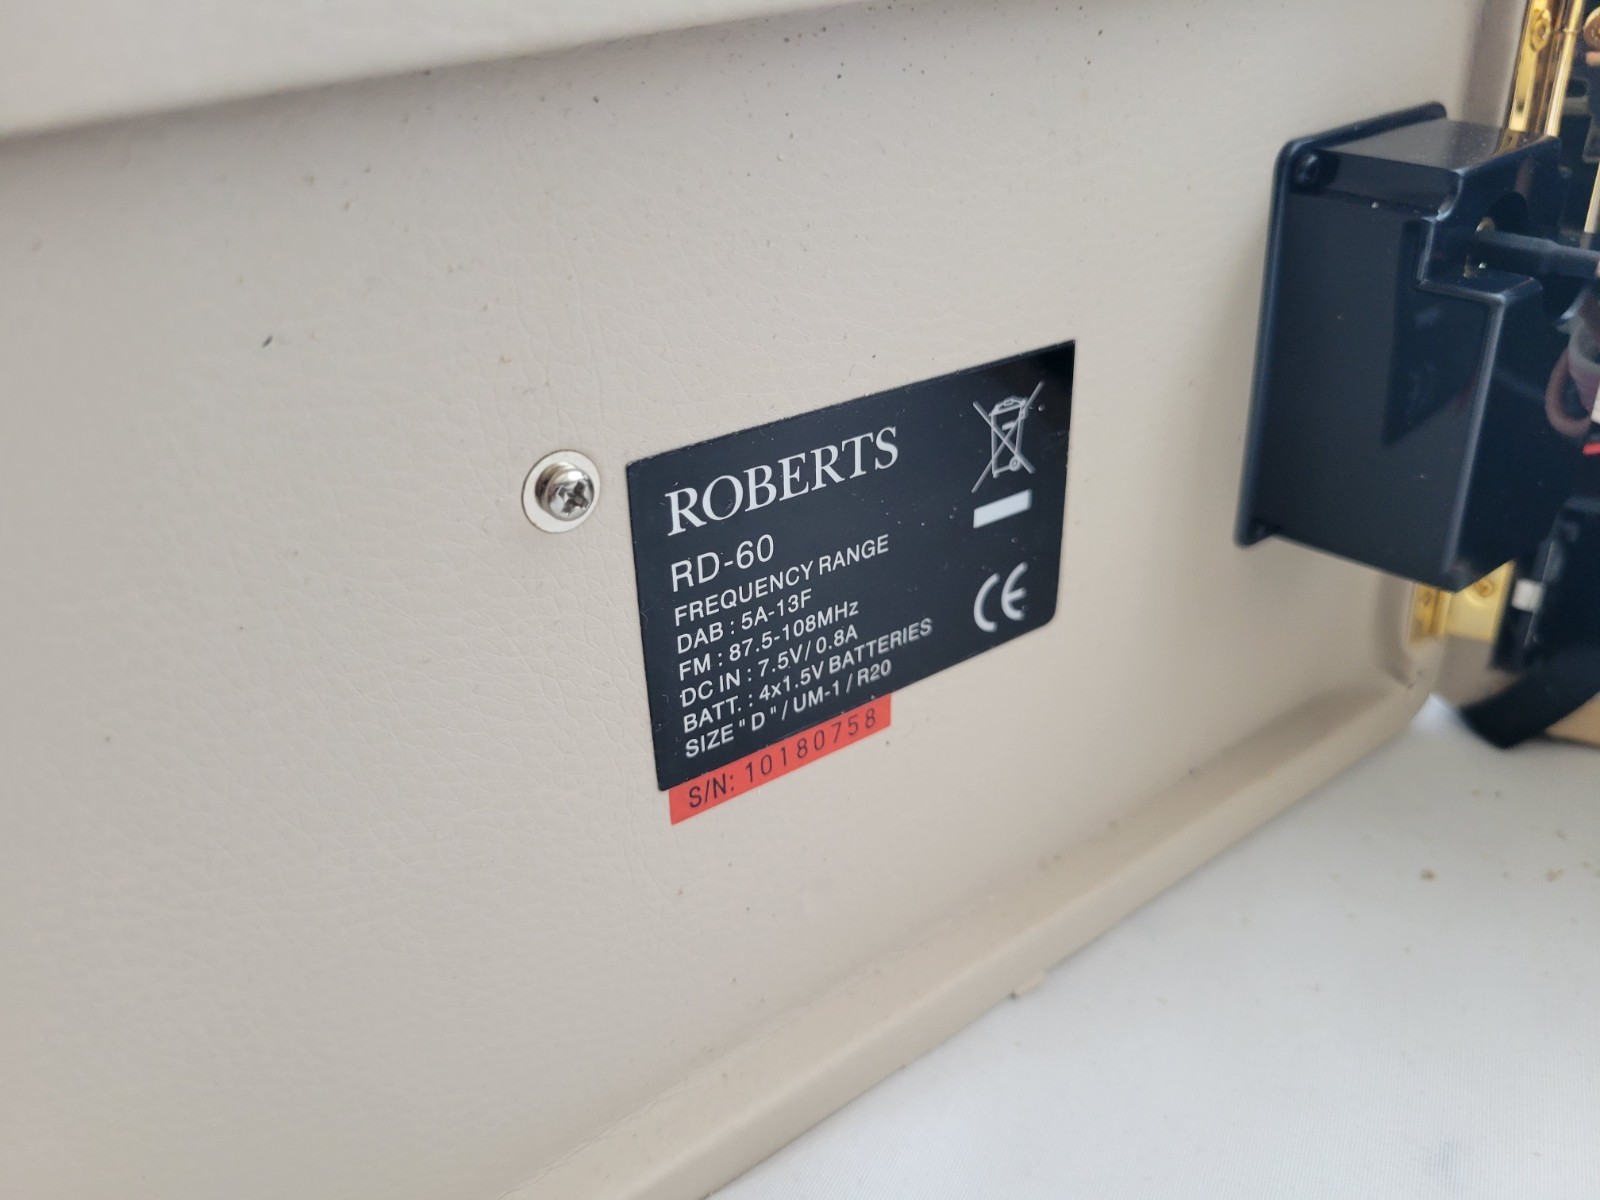 ROBERTS
RD-60
FREQUENCY RANGE
DAB : 5A-13F
FM : 87.5-108MHz
DC IN : 7.5V/0.8A
BATT. : 4x1.5V BATTERIES
SIZE "D"/UM-1/R20
CE
S/N: 10180758